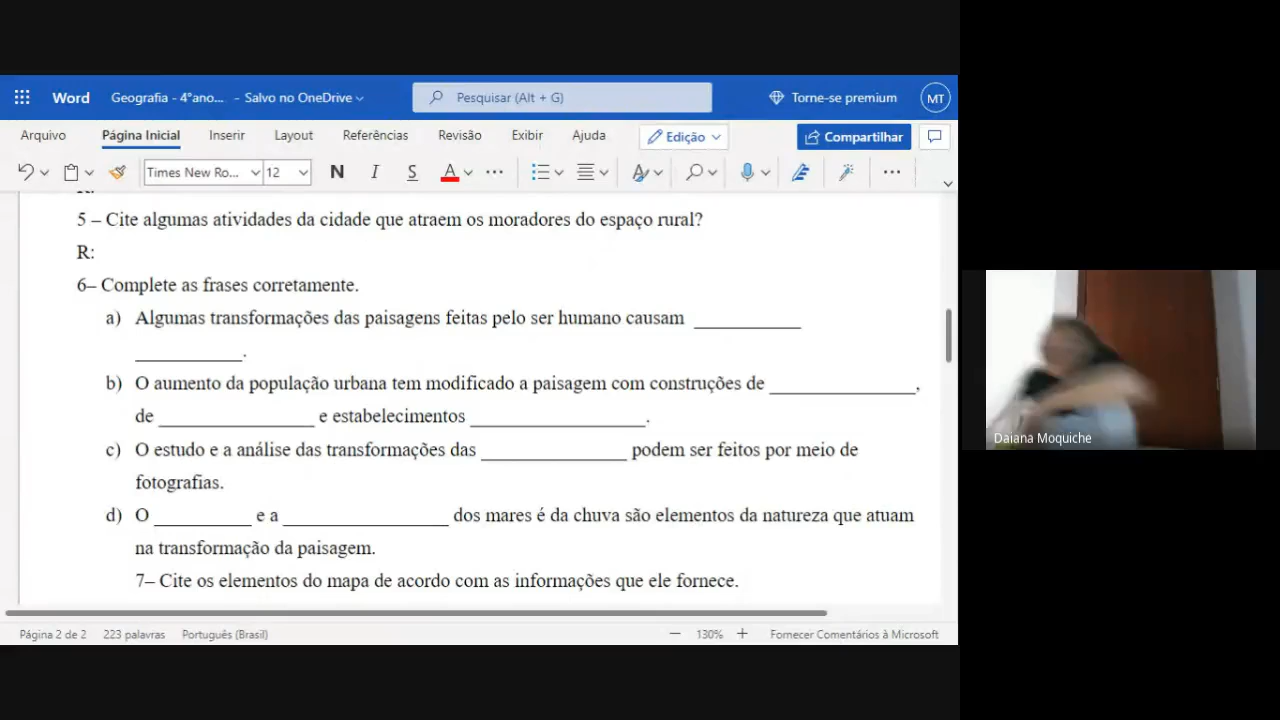 Word Geografia - 4°ano... - Salvo no OneDrive Pesquisar (Alt + G) Torne-se premium MT
Arquivo Página Inicial Inserir Layout Referências Revisão Exibir Ajuda Edição Compartilhar
Times New Ro... 12 N I S A ...
5 – Cite algumas atividades da cidade que atraem os moradores do espaço rural?
R:
6– Complete as frases corretamente.
a) Algumas transformações das paisagens feitas pelo ser humano causam ___________
___________.
b) O aumento da população urbana tem modificado a paisagem com construções de _______________,
de ________________ e estabelecimentos __________________.
c) O estudo e a análise das transformações das _______________ podem ser feitos por meio de
fotografias.
d) O __________ e a _________________ dos mares é da chuva são elementos da natureza que atuam
na transformação da paisagem.
7– Cite os elementos do mapa de acordo com as informações que ele fornece.
Página 2 de 2 223 palavras Português (Brasil) 130% Fornecer Comentários à Microsoft
Daiana Moquiche